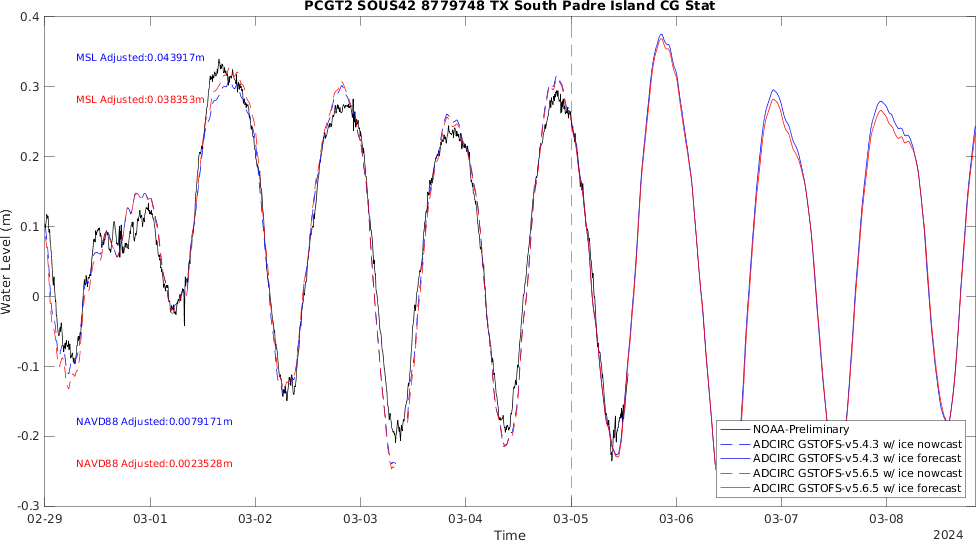 PCGT2 SOUS42 8779748 TX South Padre Island CG Stat
0.4
0.3
0.2
0.1
0
-0.1
-0.2
-0.3
Water Level (m)
MSL Adjusted:0.043917m
MSL Adjusted:0.038353m
NAVD88 Adjusted:0.0079171m
NAVD88 Adjusted:0.0023528m
NOAA-Preliminary
ADCIRC GSTOFS-v5.4.3 w/ ice nowcast
ADCIRC GSTOFS-v5.4.3 w/ ice forecast
ADCIRC GSTOFS-v5.6.5 w/ ice nowcast
ADCIRC GSTOFS-v5.6.5 w/ ice forecast
02-29 03-01 03-02 03-03 03-04 03-05 03-06 03-07 03-08
Time
2024